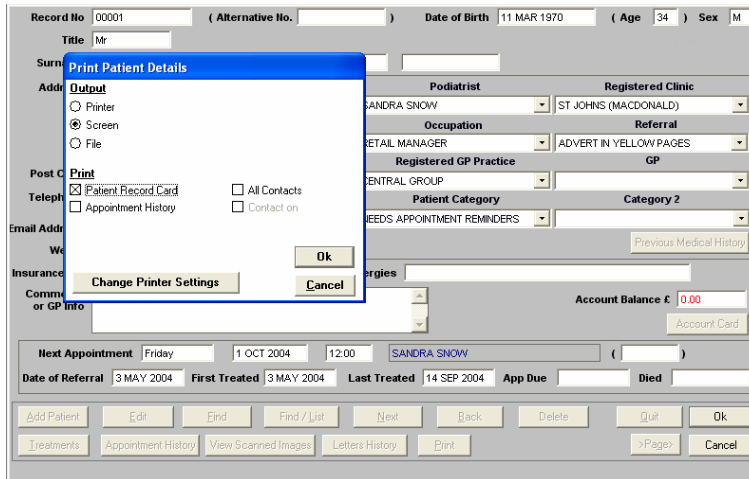 Record No 00001 ( Alternative No. ) Date of Birth 11 MAR 1970 ( Age 34 ) Sex M
Title Mr
Print Patient Details
Output
Printer
Screen
File
Print
Patient Record Card All Contacts
Appointment History Contact on
Ok
Change Printer Settings Cancel
Podiatrist Registered Clinic
SANDRA SNOW ST JOHNS (MACDONALD)
Occupation Referral
RETAIL MANAGER ADVERT IN YELLOW PAGES
Registered GP Practice GP
CENTRAL GROUP
Patient Category Category 2
NEEDS APPOINTMENT REMINDERS
Previous Medical History
Surn
Addr
Post C
Teleph
Email Addr
We
Insurance ergies
Comme
or GP Info
Account Balance £ 0.00
Account Card
Next Appointment Friday 1 OCT 2004 12:00 SANDRA SNOW ( )
Date of Referral 3 MAY 2004 First Treated 3 MAY 2004 Last Treated 14 SEP 2004 App Due Died
Add Patient Edit Find Find / List Next Back Delete Quit Ok
Treatments Appointment History View Scanned Images Letters History Print >Page> Cancel